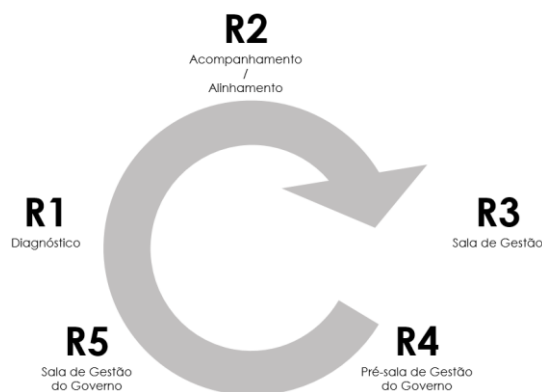 R2
Acompanhamento
/
Alinhamento
R1
Diagnóstico
R3
Sala de Gestão
R5
Sala de Gestão
do Governo
R4
Pré-sala de Gestão
do Governo